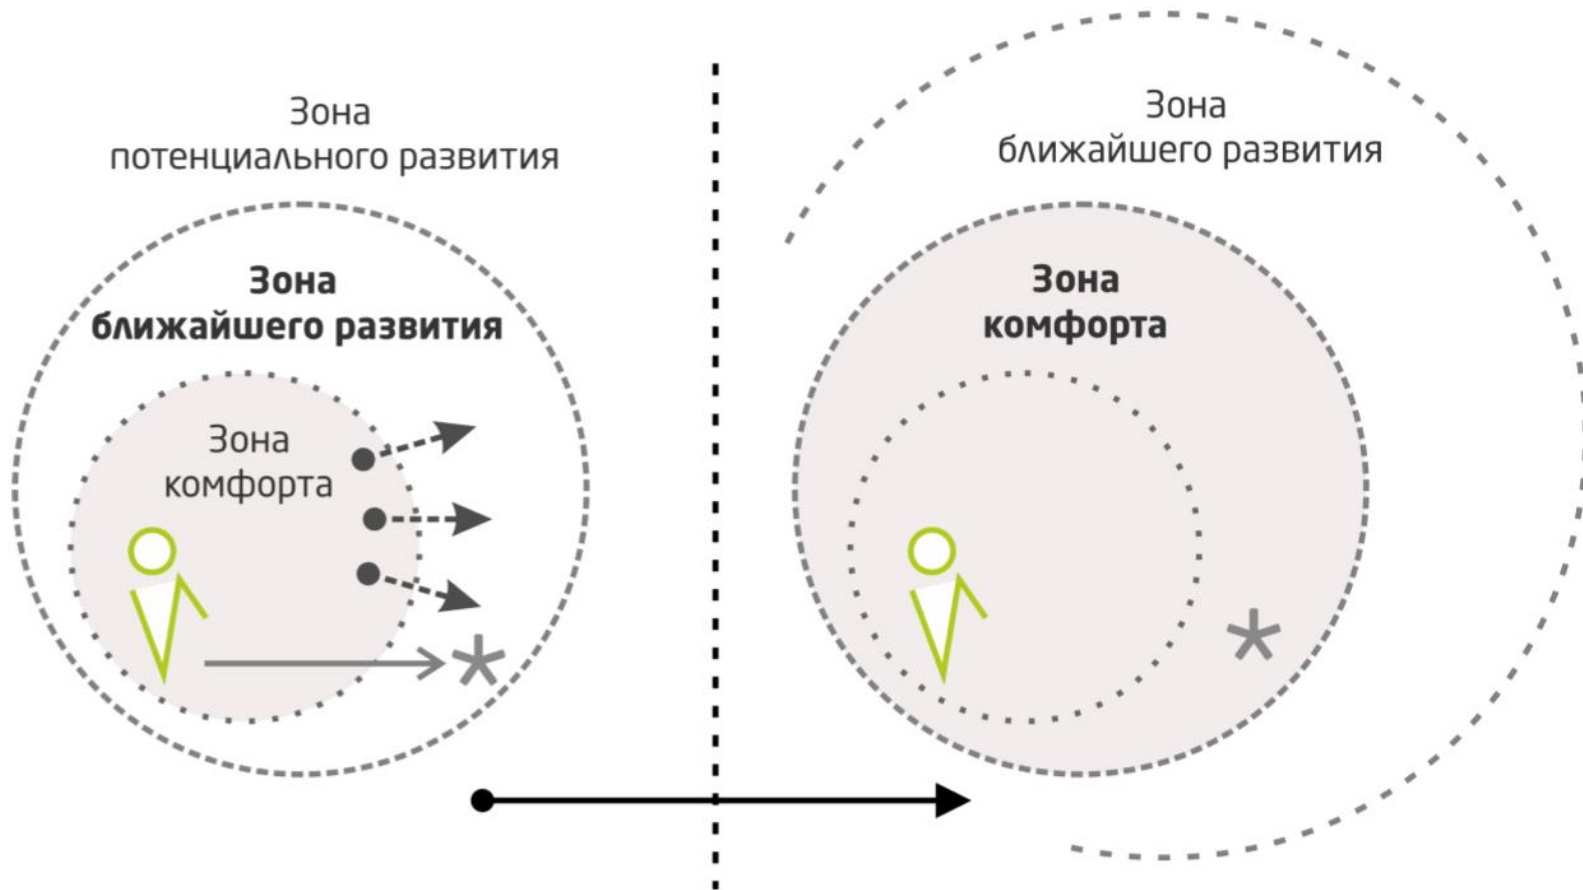 Зона
потенциального развития
Зона
ближайшего развития
Зона
комфорта
Зона
ближайшего развития
Зона
комфорта